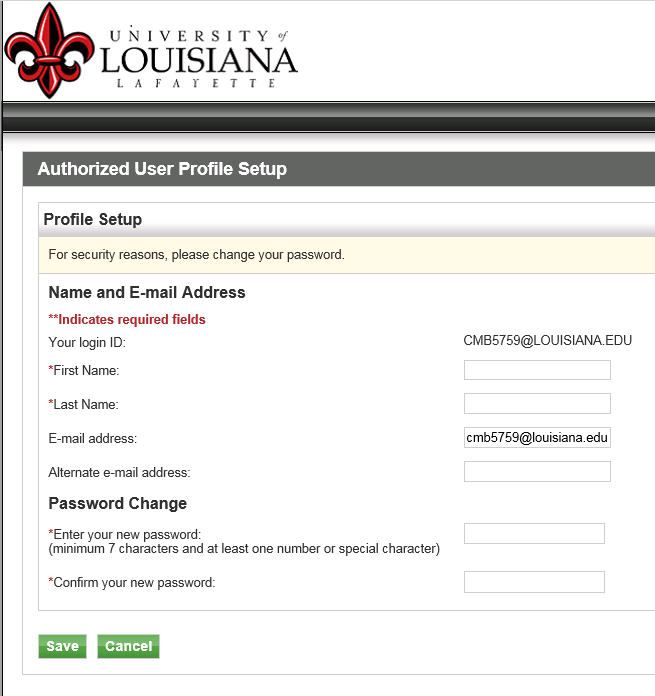 UNIVERSITY of
LOUISIANA
LAFAYETTE
Authorized User Profile Setup
Profile Setup
For security reasons, please change your password.
Name and E-mail Address
**Indicates required fields
Your login ID: CMB5759@LOUISIANA.EDU
*First Name:
*Last Name:
E-mail address: cmb5759@louisiana.edu
Alternate e-mail address:
Password Change
*Enter your new password:
(minimum 7 characters and at least one number or special character)
*Confirm your new password:
Save Cancel